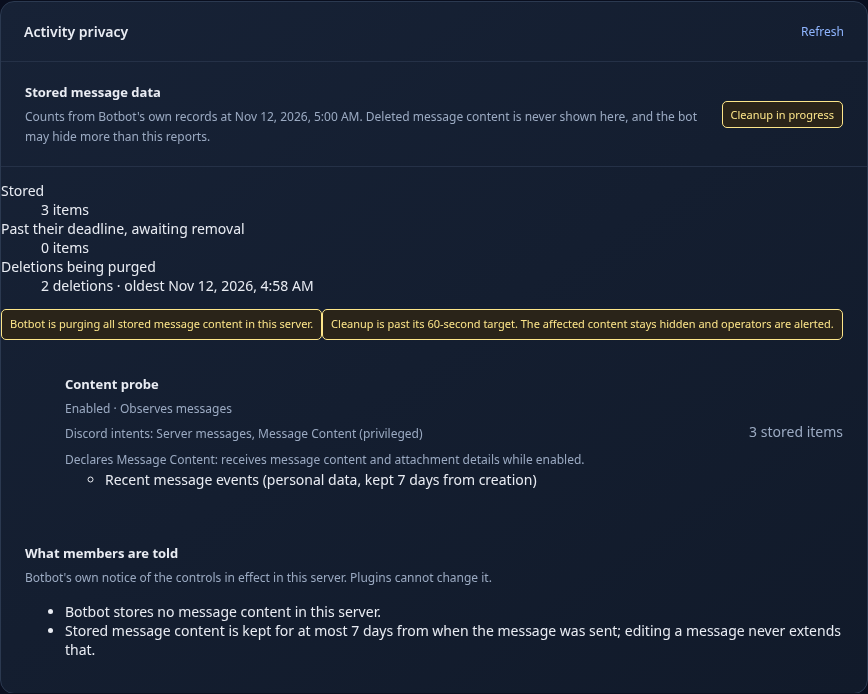 Activity privacy
Refresh
Stored message data
Counts from Botbot's own records at Nov 12, 2026, 5:00 AM. Deleted message content is never shown here, and the bot
may hide more than this reports.
Cleanup in progress
Stored
3 items
Past their deadline, awaiting removal
0 items
Deletions being purged
2 deletions · oldest Nov 12, 2026, 4:58 AM
Botbot is purging all stored message content in this server.
Cleanup is past its 60-second target. The affected content stays hidden and operators are alerted.
Content probe
Enabled · Observes messages
Discord intents: Server messages, Message Content (privileged)
3 stored items
Declares Message Content: receives message content and attachment details while enabled.
Recent message events (personal data, kept 7 days from creation)
What members are told
Botbot's own notice of the controls in effect in this server. Plugins cannot change it.
Botbot stores no message content in this server.
Stored message content is kept for at most 7 days from when the message was sent; editing a message never extends
that.